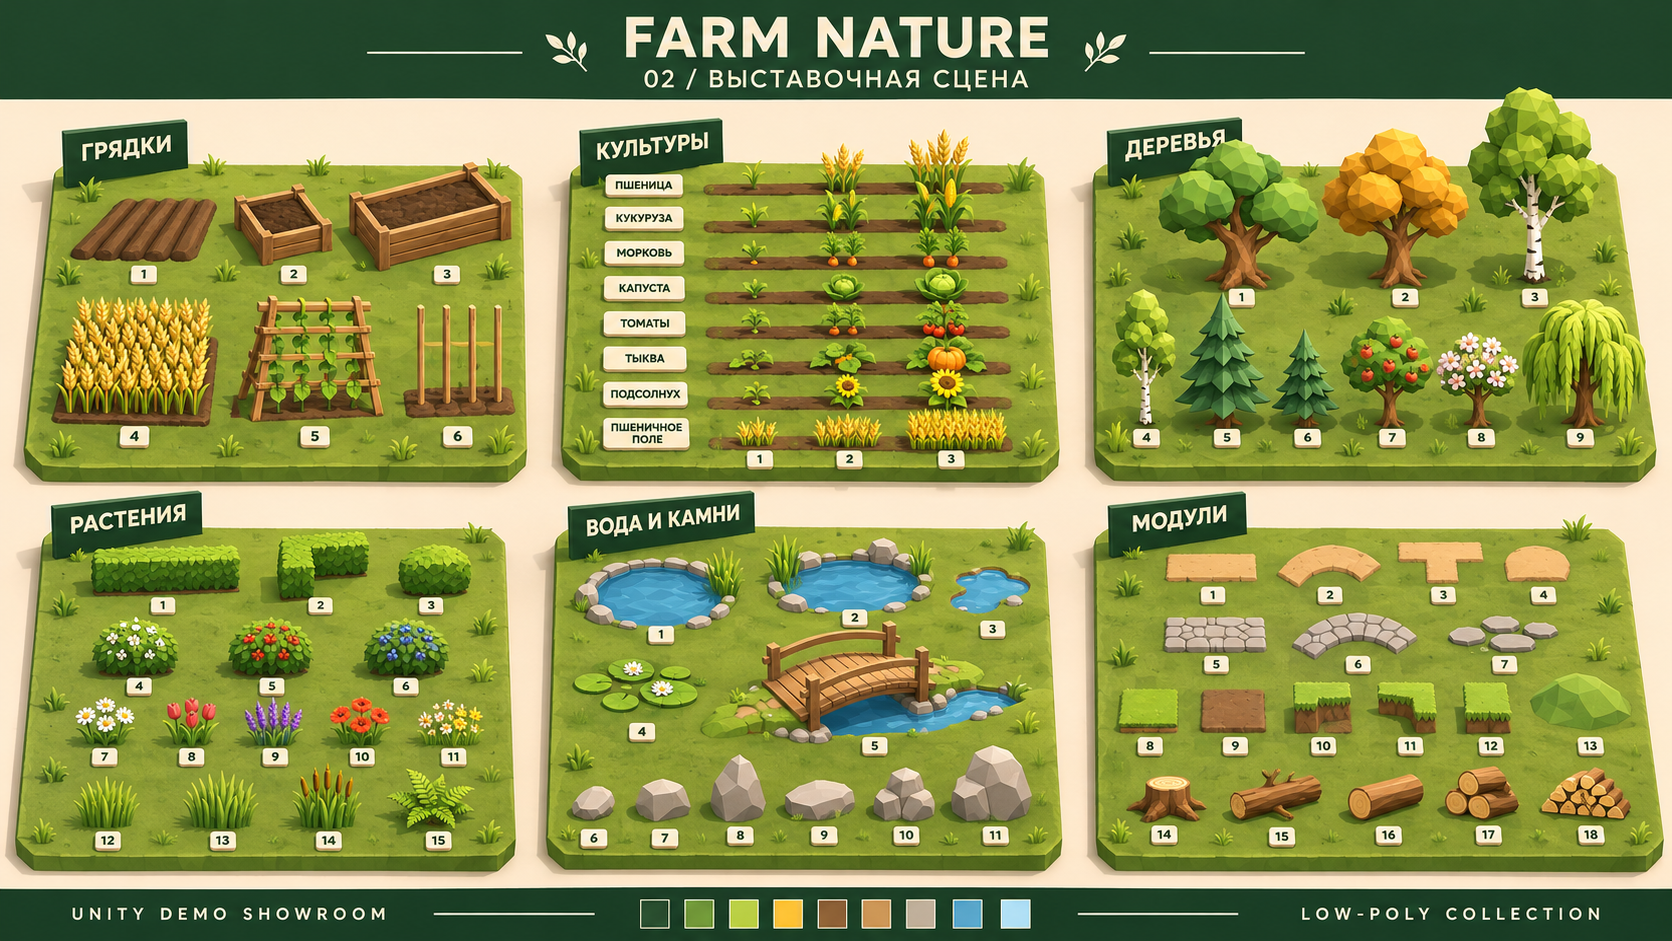 FARM NATURE
02 / ВЫСТАВОЧНАЯ СЦЕНА
ГРЯДКИ
1 2 3
4 5 6
КУЛЬТУРЫ
ПШЕНИЦА
КУКУРУЗА
МОРКОВЬ
КАПУСТА
ТОМАТЫ
ТЫКВА
ПОДСОЛНУХ
ПШЕНИЧНОЕ
ПОЛЕ
1 2 3
ДЕРЕВЬЯ
1 2 3
4 5 6 7 8 9
РАСТЕНИЯ
1 2 3
4 5 6
7 8 9 10 11
12 13 14 15
ВОДА И КАМНИ
1 2 3
4 5
6 7 8 9 10 11
МОДУЛИ
1 2 3 4
5 6 7
8 9 10 11 12 13
14 15 16 17 18
UNITY DEMO SHOWROOM
LOW-POLY COLLECTION